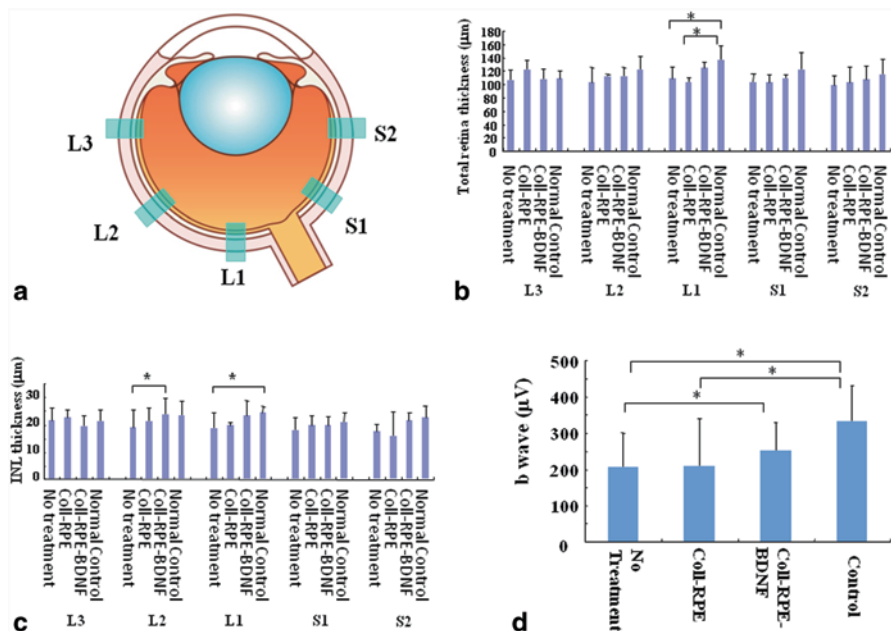 L3
S2
L2
S1
L1
a
Total retina thickness (µm)
180
160
140
120
100
80
60
40
20
0
* 
*
No treatment
Coll-RPE
Coll-RPE-BDNF
Normal Control
No treatment
Coll-RPE
Coll-RPE-BDNF
Normal Control
No treatment
Coll-RPE
Coll-RPE-BDNF
Normal Control
No treatment
Coll-RPE
Coll-RPE-BDNF
Normal Control
No treatment
Coll-RPE
Coll-RPE-BDNF
Normal Control
L3 L2 L1 S1 S2
b
INL thickness (µm)
30
20
10
0
* *
No treatment
Coll-RPE
Coll-RPE-BDNF
Normal Control
No treatment
Coll-RPE
Coll-RPE-BDNF
Normal Control
No treatment
Coll-RPE
Coll-RPE-BDNF
Normal Control
No treatment
Coll-RPE
Coll-RPE-BDNF
Normal Control
No treatment
Coll-RPE
Coll-RPE-BDNF
Normal Control
L3 L2 L1 S1 S2
c
b wave (µV)
500
400
300
200
100
0
*
*
*
No
Treatment
Coll-RPE
Coll-RPE-
BDNF
Control
d